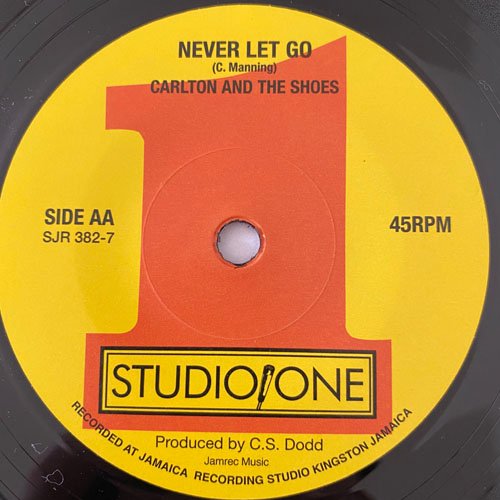 NEVER LET GO
(C. Manning)
CARLTON AND THE SHOES
SIDE AA
SJR 382-7
45RPM
STUDIO ONE
Produced by C.S. Dodd
Jamrec Music
RECORDED AT JAMAICA RECORDING STUDIO KINGSTON JAMAICA